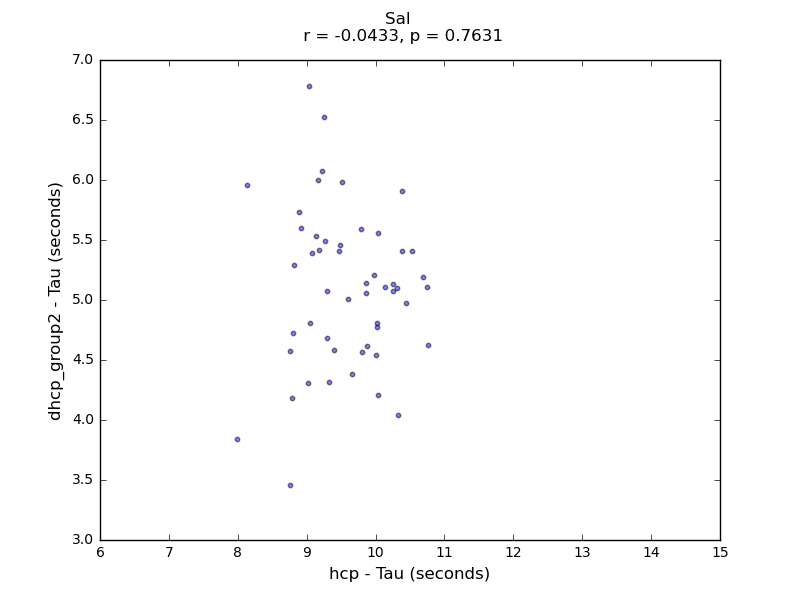 Sal
r = -0.0433, p = 0.7631
7.0
6.5
6.0
5.5
5.0
4.5
4.0
3.5
3.0
dhcp_group2 - Tau (seconds)
6 7 8 9 10 11 12 13 14 15
hcp - Tau (seconds)